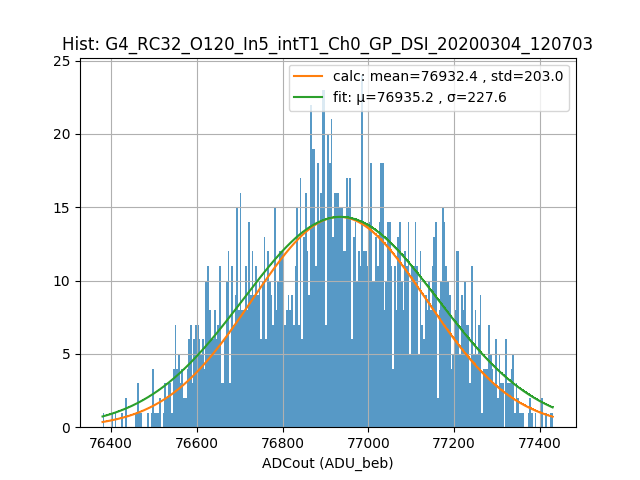 Hist: G4_RC32_O120_In5_intT1_Ch0_GP_DSI_20200304_120703
calc: mean=76932.4 , std=203.0
fit: μ=76935.2 , σ=227.6
25
20
15
10
5
0
76400 76600 76800 77000 77200 77400
ADCout (ADU_beb)